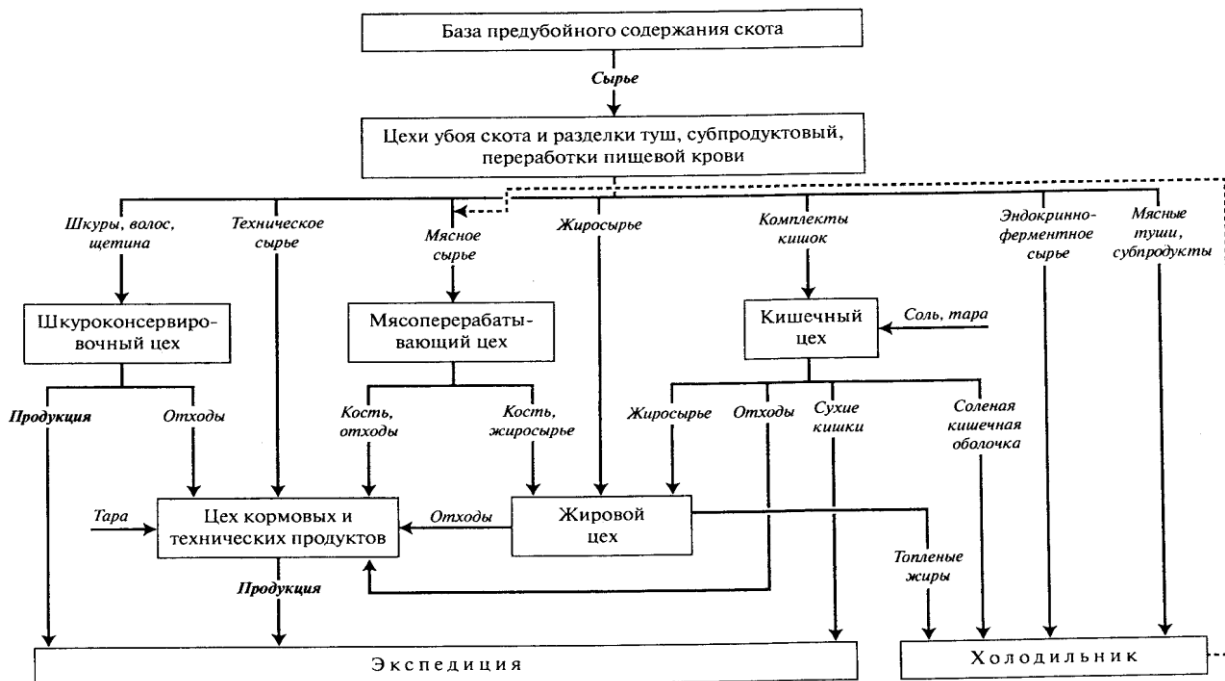 База предубойного содержания скота
Сырье
Цехи убоя скота и разделки туш, субпродуктовый,
переработки пищевой крови
Шкуры, волос,
щетина
Техническое
сырье
Мясное
сырье
Жиросырье
Комплекты
кишок
Эндокринно-
ферментное
сырье
Мясные
туши,
субпродукты
Шкуроконсервиро-
вочный цех
Мясоперерабаты-
вающий цех
Кишечный
цех
Соль, тара
Продукция
Отходы
Кость,
отходы
Кость,
жиросырье
Жиросырье
Отходы
Сухие
кишки
Соленая
кишечная
оболочка
Тара
Цех кормовых и
технических продуктов
Отходы
Жировой
цех
Топленые
жиры
Продукция
Экспедиция
Холодильник